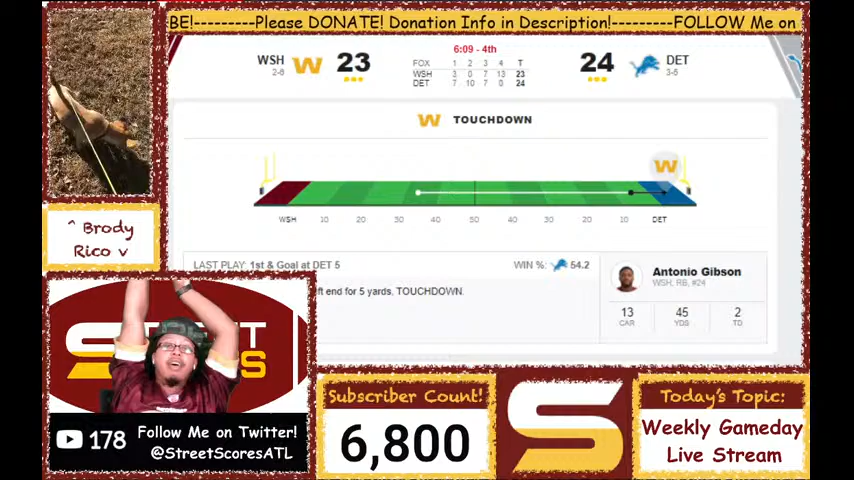 BE!---------Please DONATE! Donation Info in Description!---------FOLLOW Me on
6:09 - 4th
WSH W 23
2-6
FOX 1 2 3 4 T
WSH 3 0 7 13 23
DET 7 10 7 0 24
24 DET
3-5
W TOUCHDOWN
W
WSH 10 20 30 40 50 40 30 20 10 DET
^ Brody
Rico v
LAST PLAY: 1st & Goal at DET 5
WIN %: 54.2
ft end for 5 yards, TOUCHDOWN.
Antonio Gibson
WSH, RB, #24
13 45 2
CAR YDS TD
178
Follow Me on Twitter!
@StreetScoresATL
Subscriber Count!
6,800
S
Today's Topic:
Weekly Gameday
Live Stream